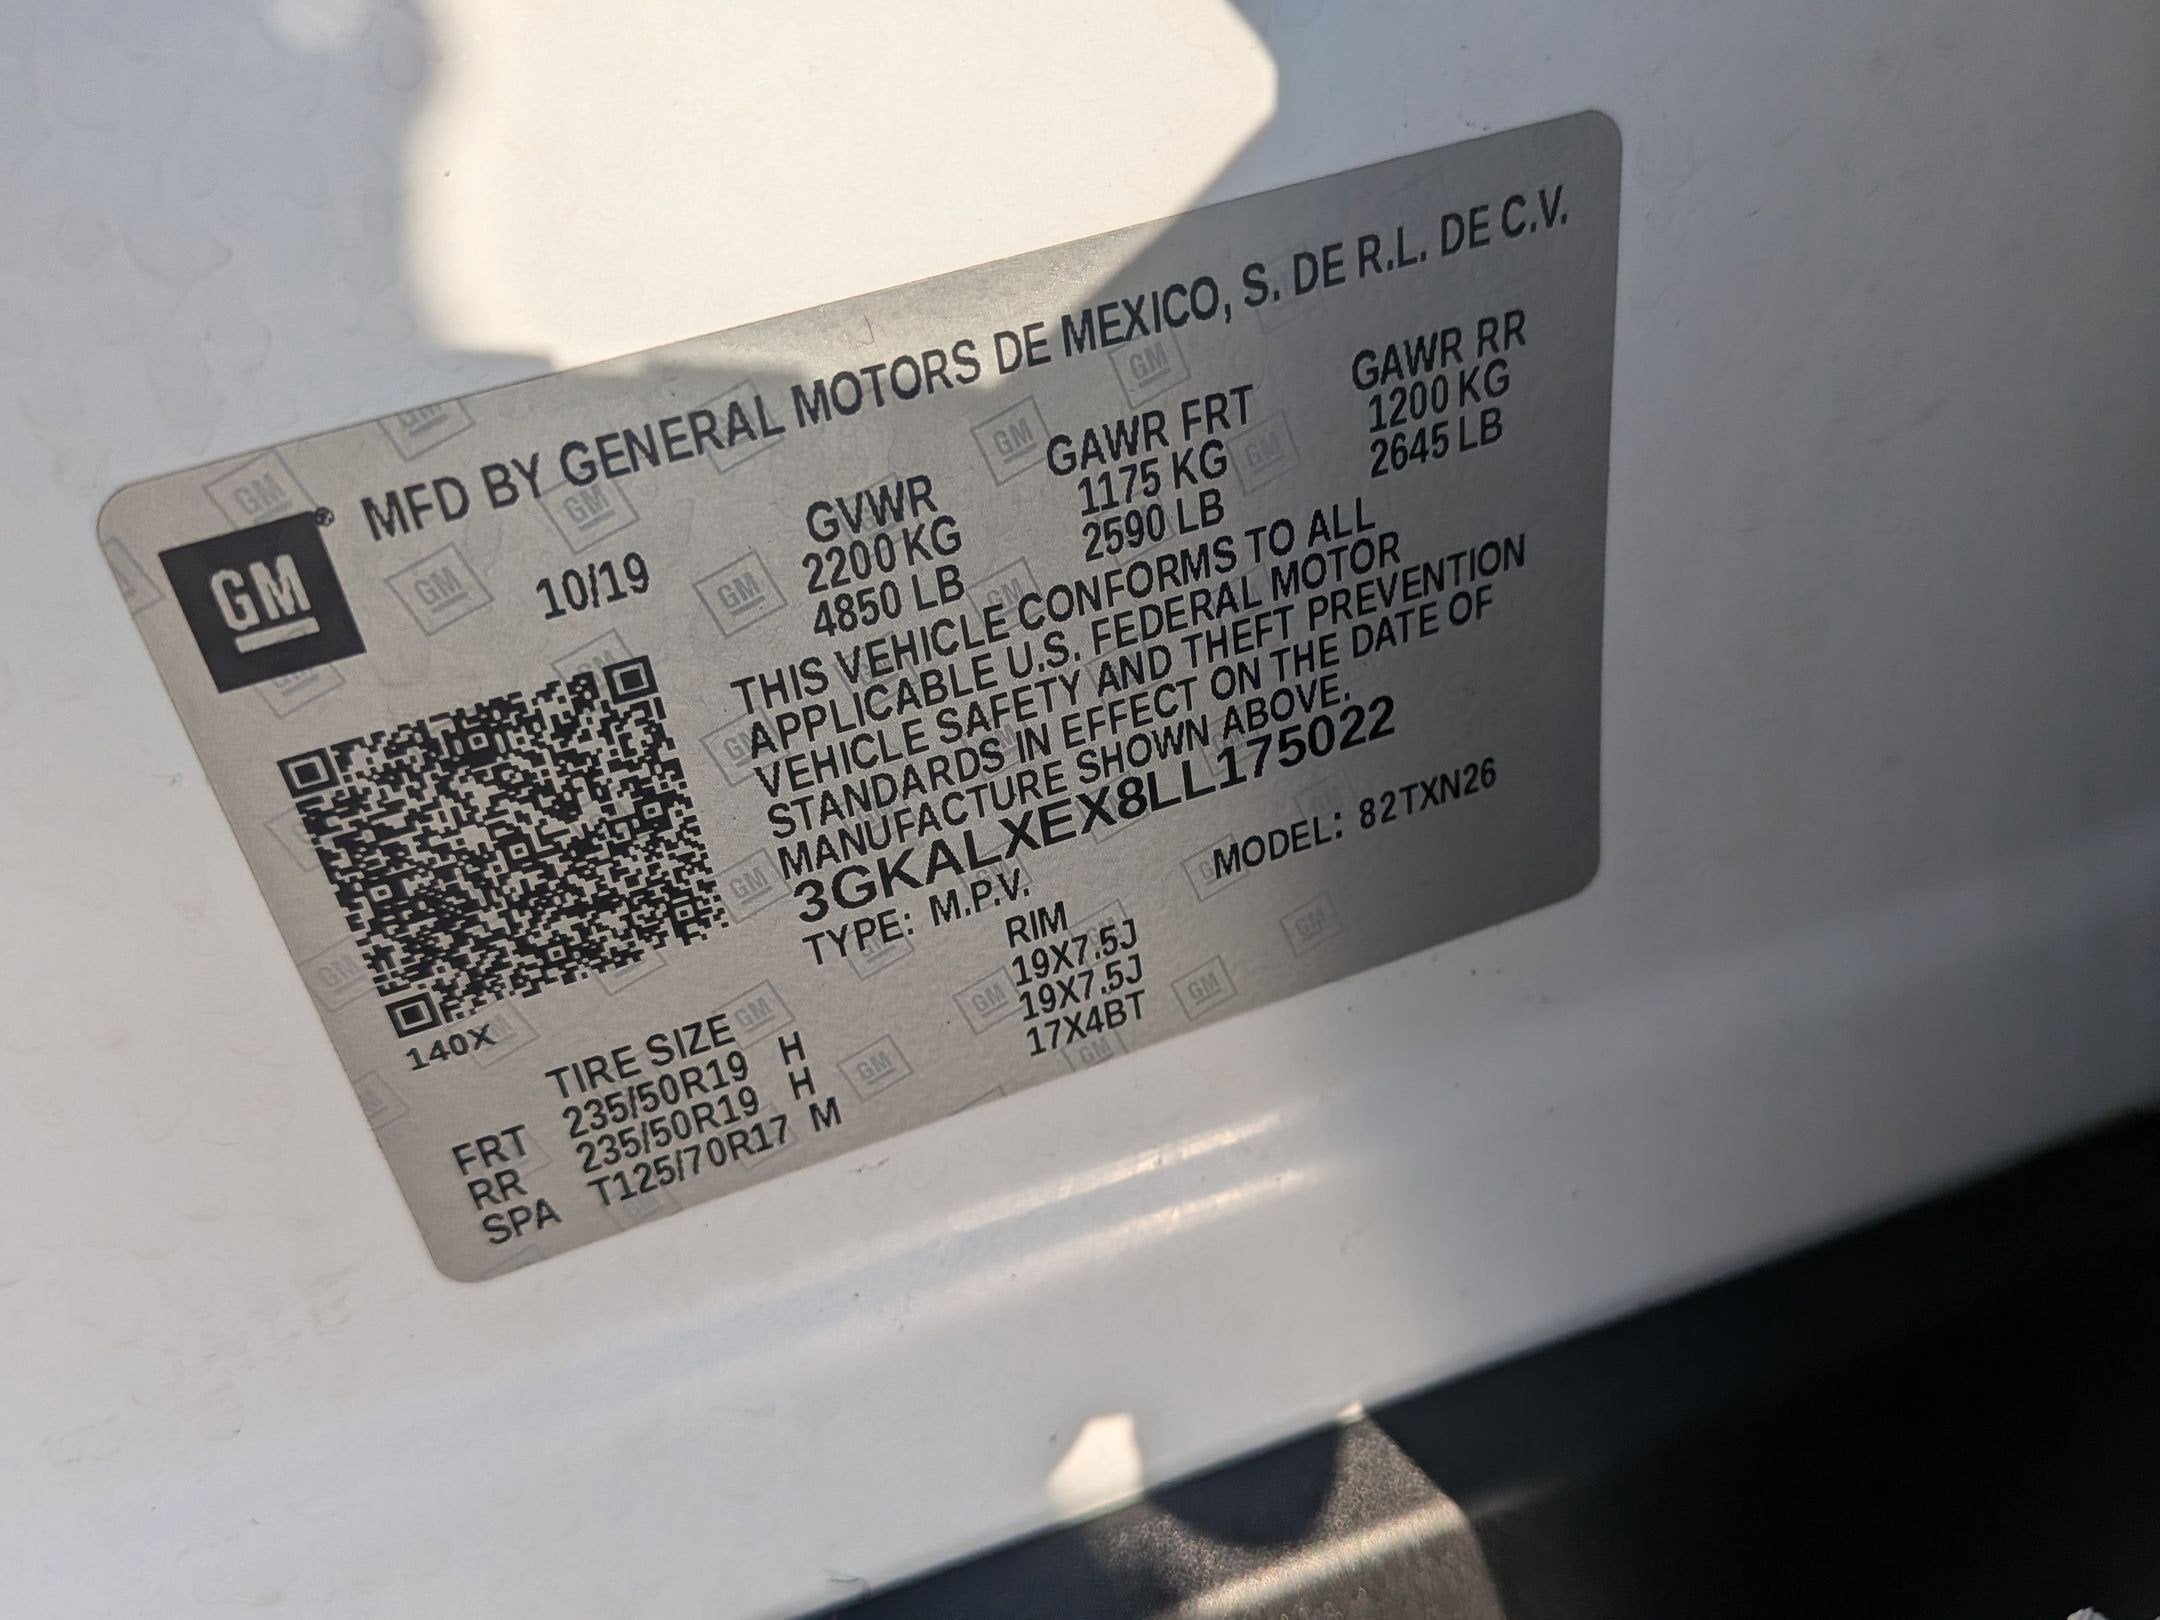 GM ® MFD BY GENERAL MOTORS DE MEXICO, S. DE R.L. DE C.V.
10/19 GVWR GAWR FRT GAWR RR
2200 KG 1175 KG 1200 KG
4850 LB 2590 LB 2645 LB
THIS VEHICLE CONFORMS TO ALL
APPLICABLE U.S. FEDERAL MOTOR
VEHICLE SAFETY AND THEFT PREVENTION
STANDARDS IN EFFECT ON THE DATE OF
MANUFACTURE SHOWN ABOVE.
3GKALXEX8LL175022
TYPE: M.P.V. MODEL: 82TXN26
140X
TIRE SIZE RIM
FRT 235/50R19 H 19X7.5J
RR 235/50R19 H 19X7.5J
SPA T125/70R17 M 17X4BT